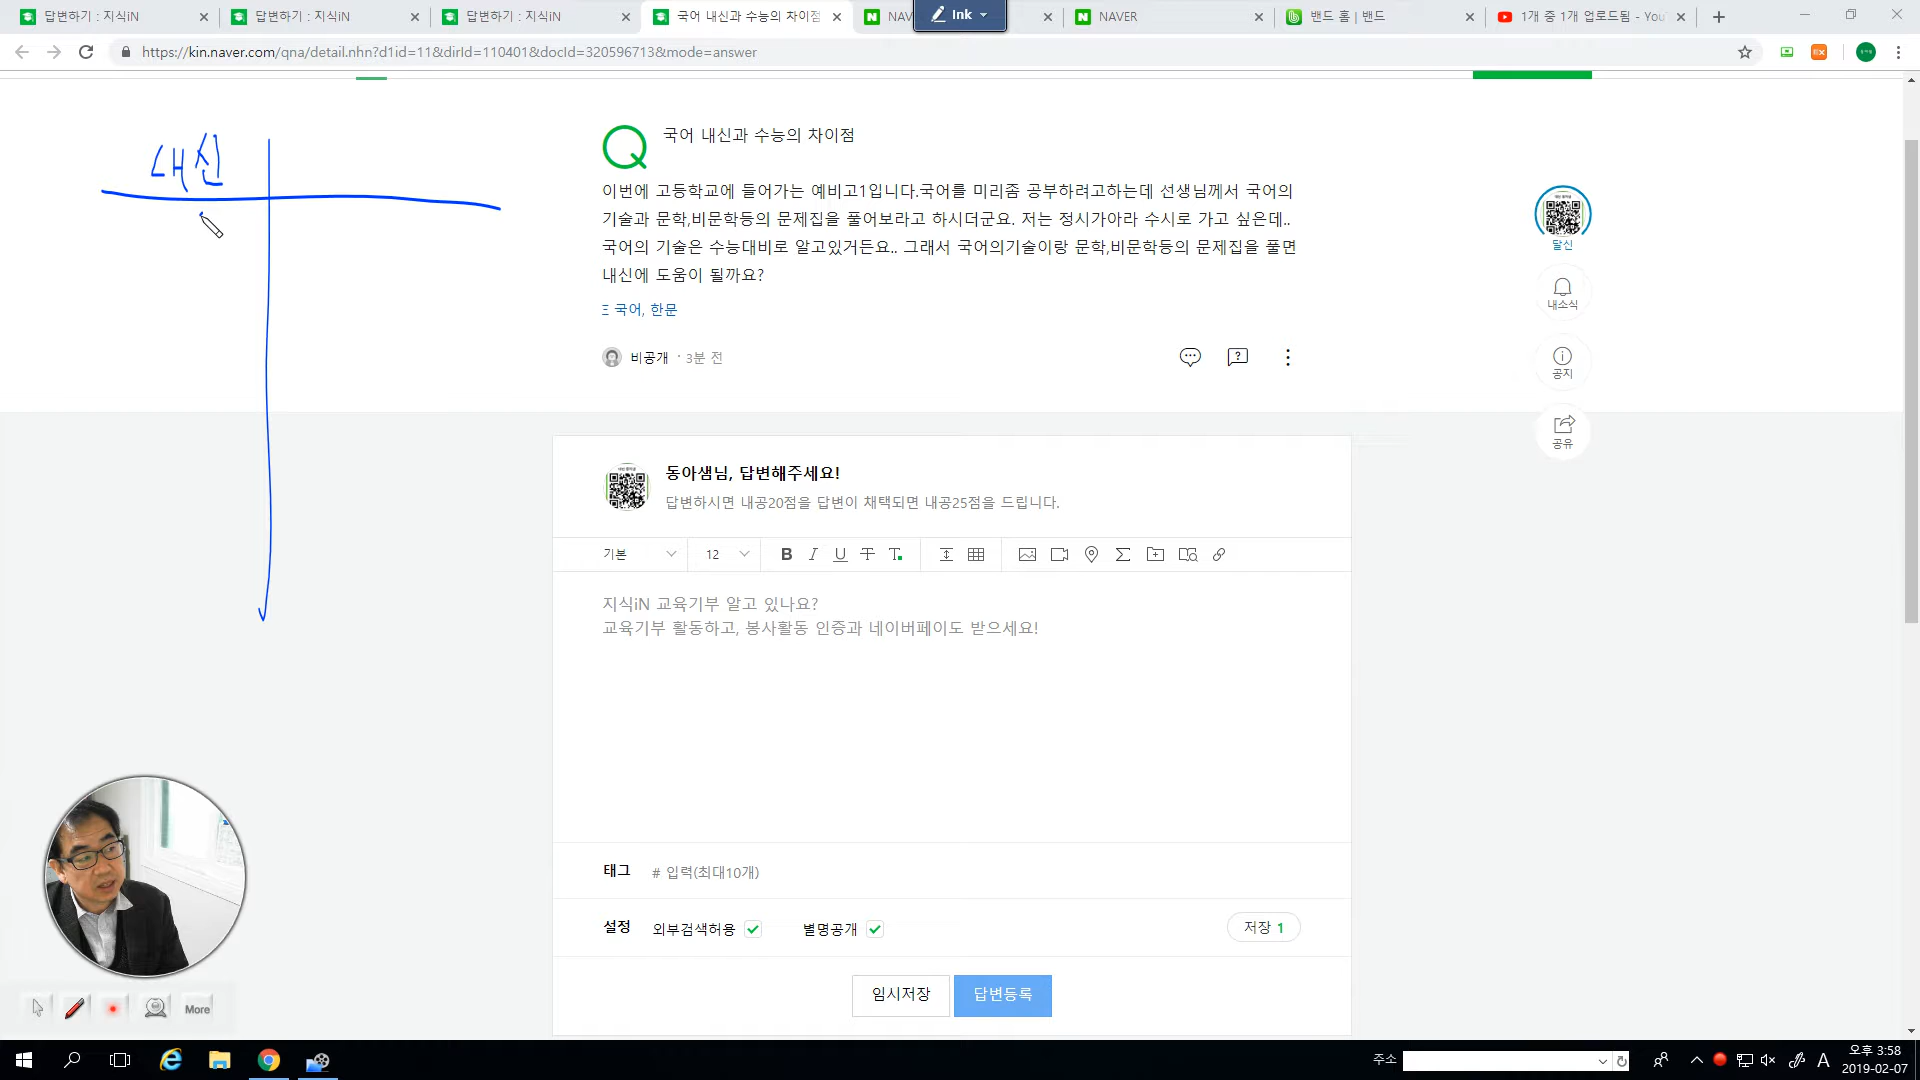 답변하기 : 지식iN
답변하기 : 지식iN
답변하기 : 지식iN
국어 내신과 수능의 차이점
NAV
Ink
NAVER
밴드 홈 | 밴드
1개 중 1개 업로드됨 - You
https://kin.naver.com/qna/detail.nhn?d1id=11&dirId=110401&docId=320596713&mode=answer
내신
국어 내신과 수능의 차이점
이번에 고등학교에 들어가는 예비고1입니다.국어를 미리좀 공부하려고하는데 선생님께서 국어의
기술과 문학,비문학등의 문제집을 풀어보라고 하시더군요. 저는 정시가아라 수시로 가고 싶은데..
국어의 기술은 수능대비로 알고있거든요.. 그래서 국어의기술이랑 문학,비문학등의 문제집을 풀면
내신에 도움이 될까요?
국어, 한문
비공개 · 3분 전
달신
내소식
공지
공유
동아샘님, 답변해주세요!
답변하시면 내공20점을 답변이 채택되면 내공25점을 드립니다.
기본 12 B I U T T
지식iN 교육기부 알고 있나요?
교육기부 활동하고, 봉사활동 인증과 네이버페이도 받으세요!
태그 # 입력(최대10개)
설정 외부검색허용 별명공개 저장 1
임시저장 답변등록
More
주소
A
오후 3:58
2019-02-07